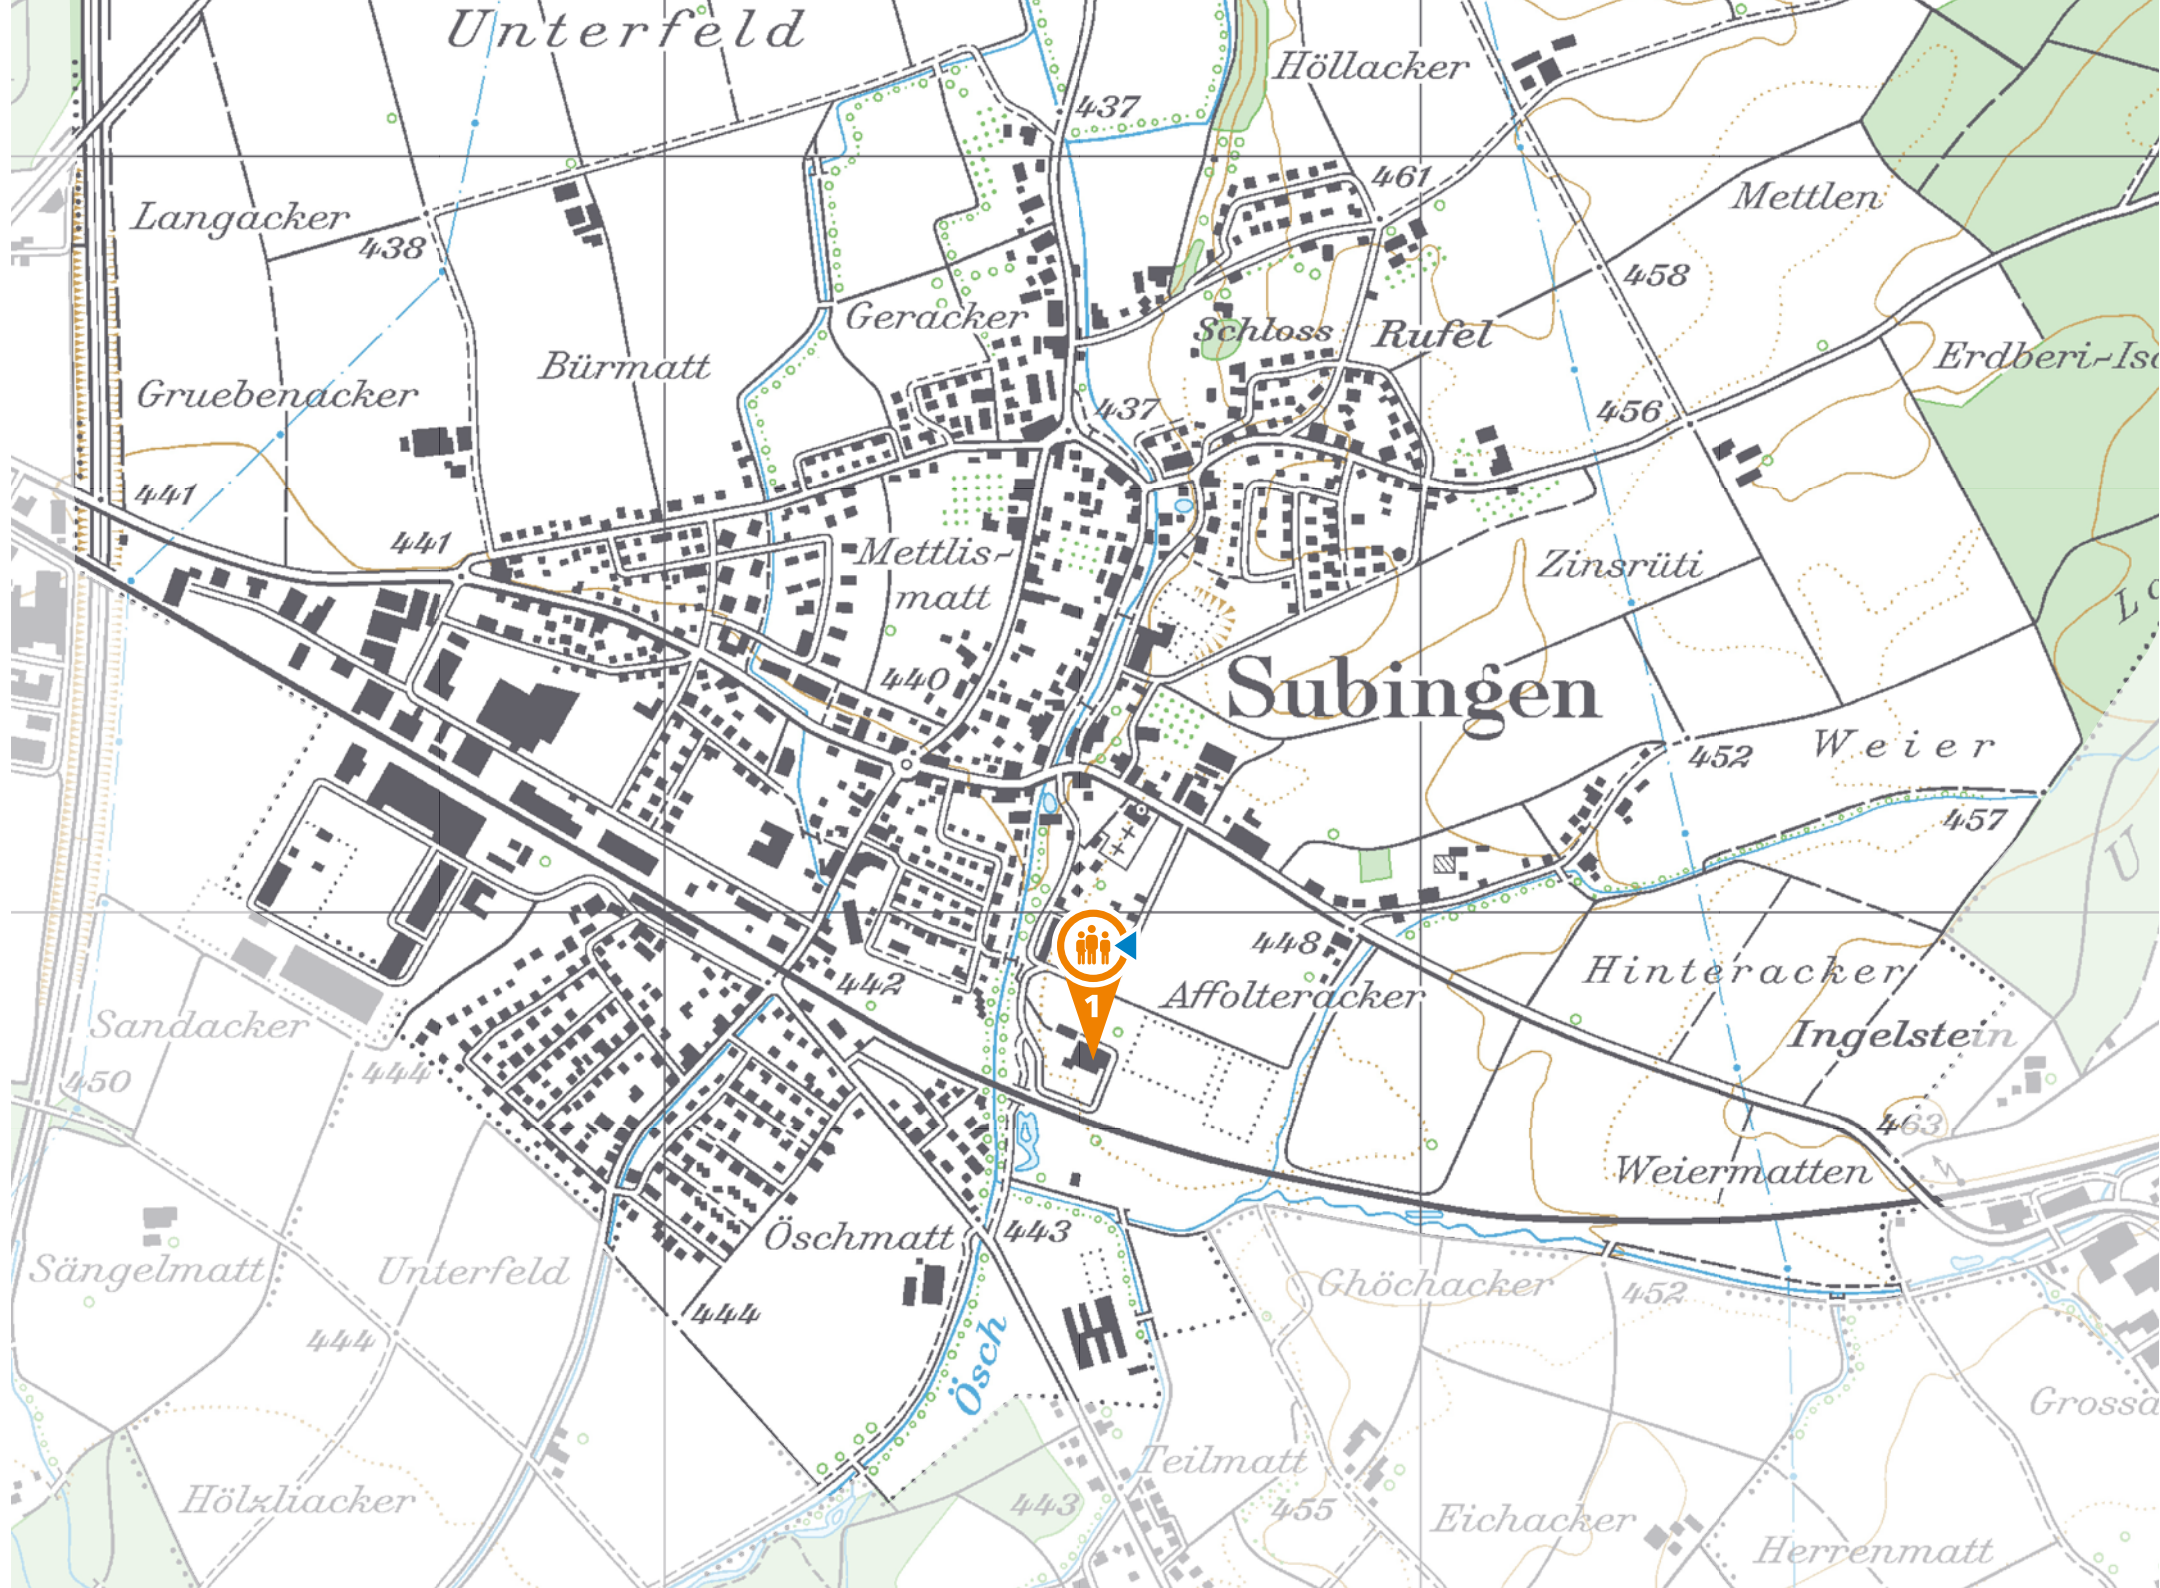 Unterfeld
Höllacker
437
461
Mettlen
Langacker
438
458
Geracker
Schloss
Rufel
Erdberi-Iso
Bürmatt
Gruebenacker
437
456
441
441
Mettlis-
matt
Zinsrüti
440
Subingen
Weier
452
457
U
448
Hinteracker
442
Affolteracker
1
Sandacker
Ingelstein
444
450
463
Weiermatten
Öschmatt
443
Sängelmatt
Unterfeld
Ghöchacker
452
444
444
Ösch
Grossa
Teilmatt
Hölzliacker
443
455
Eichacker
Herrenmatt